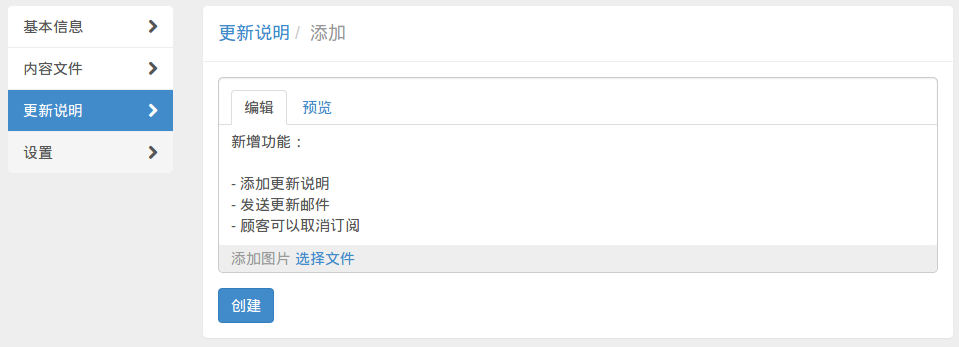 基本信息
内容文件
更新说明
设置
更新说明 / 添加
编辑 预览
新增功能：
- 添加更新说明
- 发送更新邮件
- 顾客可以取消订阅
添加图片 选择文件
创建